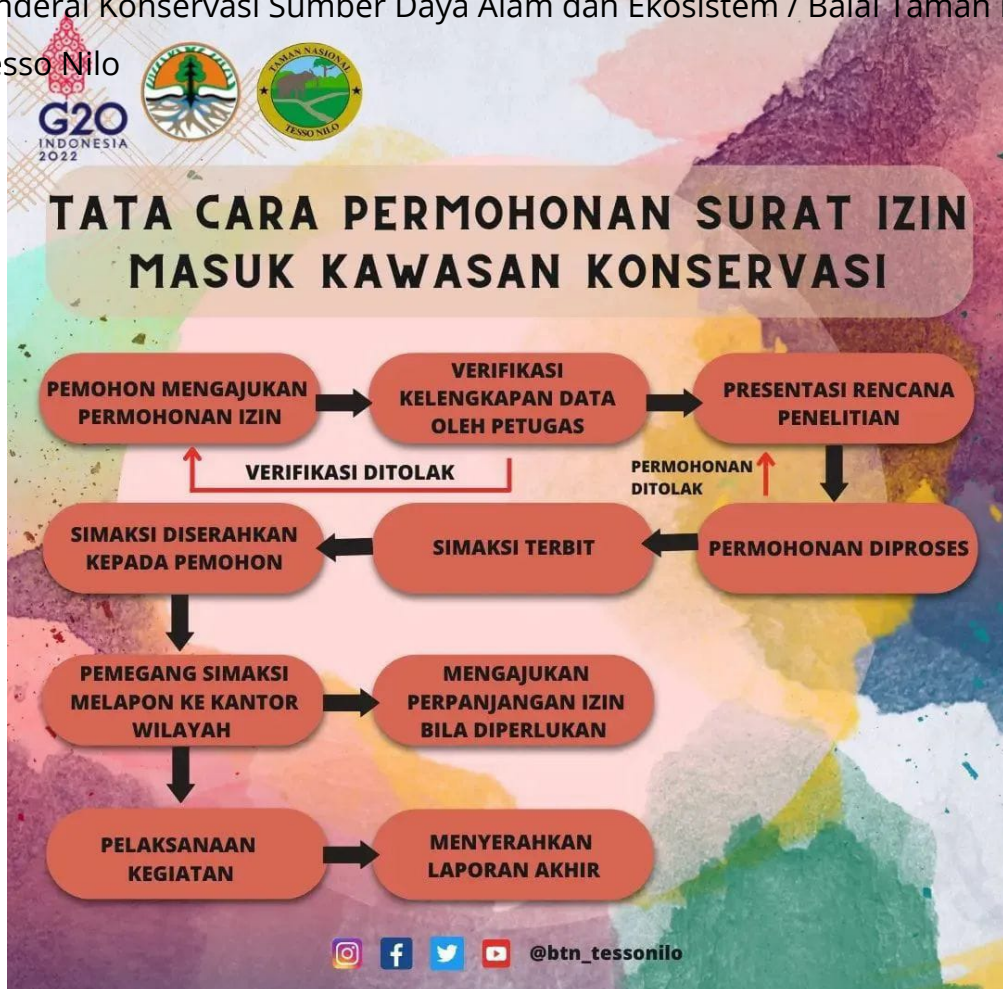 nderal Konservasi Sumber Daya Alam dan Ekosistem / Balai Taman
esso Nilo
G20
INDONESIA
2022
TAMAN NASIONAL
TESSO NILO
TATA CARA PERMOHONAN SURAT IZIN
MASUK KAWASAN KONSERVASI
PEMOHON MENGAJUKAN
PERMOHONAN IZIN
VERIFIKASI
KELENGKAPAN DATA
OLEH PETUGAS
PRESENTASI RENCANA
PENELITIAN
VERIFIKASI DITOLAK
PERMOHONAN
DITOLAK
SIMAKSI DISERAHKAN
KEPADA PEMOHON
SIMAKSI TERBIT
PERMOHONAN DIPROSES
PEMEGANG SIMAKSI
MELAPON KE KANTOR
WILAYAH
MENGAJUKAN
PERPANJANGAN IZIN
BILA DIPERLUKAN
PELAKSANAAN
KEGIATAN
MENYERAHKAN
LAPORAN AKHIR
@btn_tessonilo